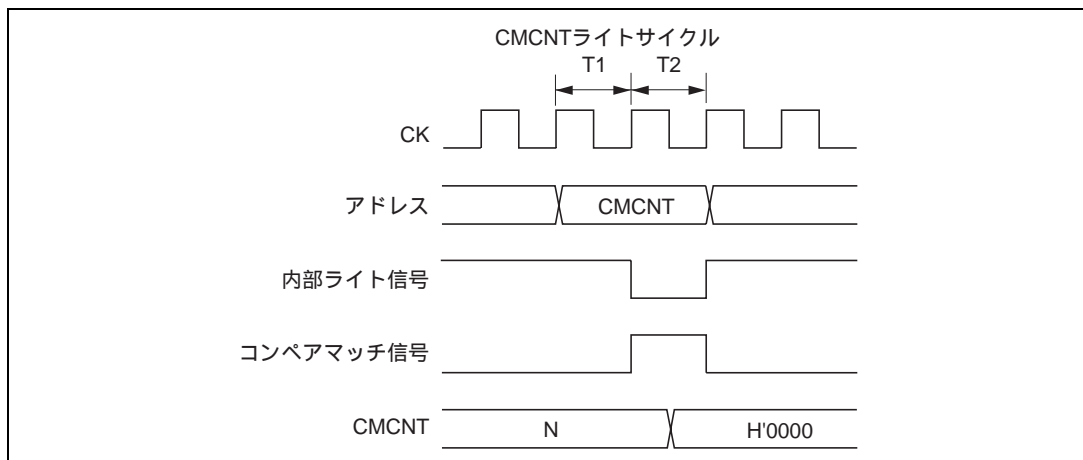 CMCNTライトサイクル
T1 T2
CK
アドレス CMCNT
内部ライト信号
コンペアマッチ信号
CMCNT N H'0000